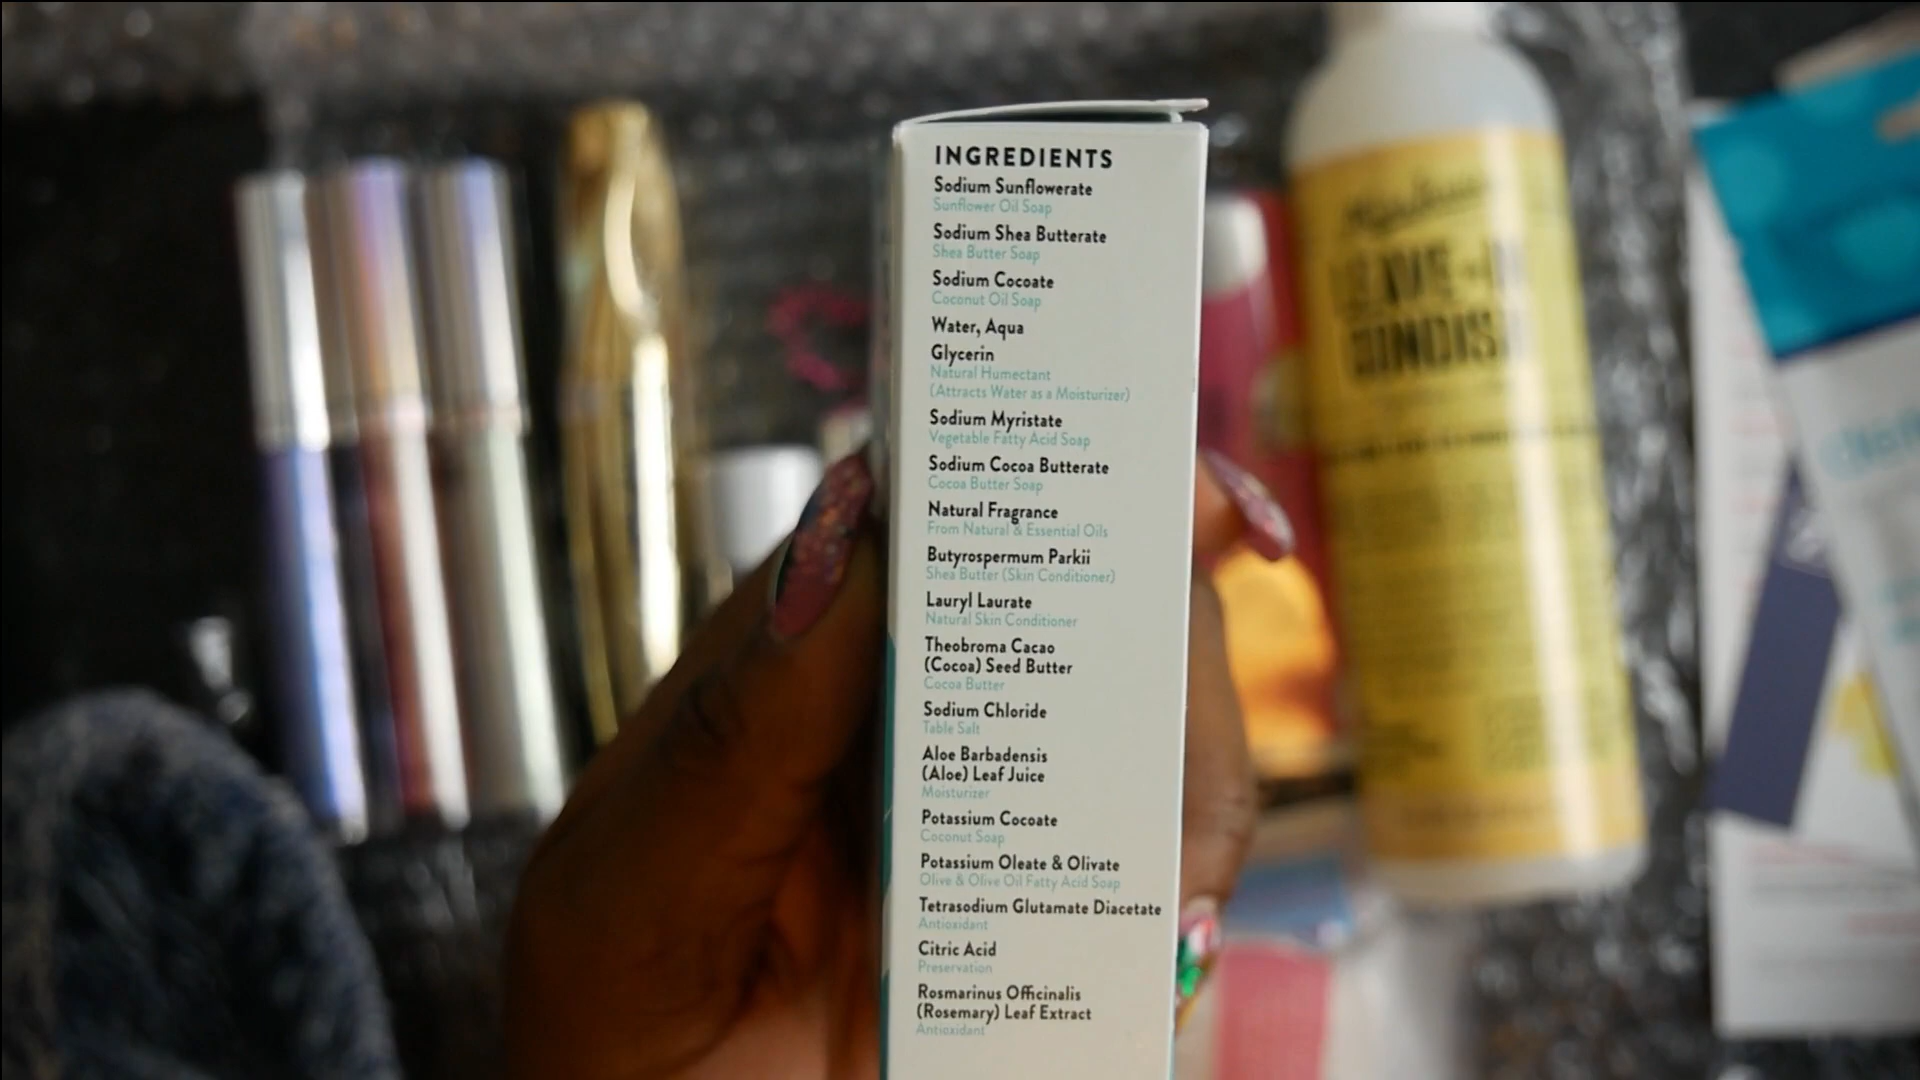 INGREDIENTS
Sodium Sunflowerate
Sunflower Oil Soap
Sodium Shea Butterate
Shea Butter Soap
Sodium Cocoate
Coconut Oil Soap
Water, Aqua
Glycerin
Natural Humectant
(Attracts Water as a Moisturizer)
Sodium Myristate
Vegetable Fatty Acid Soap
Sodium Cocoa Butterate
Cocoa Butter Soap
Natural Fragrance
From Natural & Essential Oils
Butyrospermum Parkii
Shea Butter (Skin Conditioner)
Lauryl Laurate
Natural Skin Conditioner
Theobroma Cacao
(Cocoa) Seed Butter
Cocoa Butter
Sodium Chloride
Table Salt
Aloe Barbadensis
(Aloe) Leaf Juice
Moisturizer
Potassium Cocoate
Coconut Soap
Potassium Oleate & Olivate
Olive & Olive Oil Fatty Acid Soap
Tetrasodium Glutamate Diacetate
Antioxidant
Citric Acid
Preservation
Rosmarinus Officinalis
(Rosemary) Leaf Extract
Antioxidant
LEAVE-IN